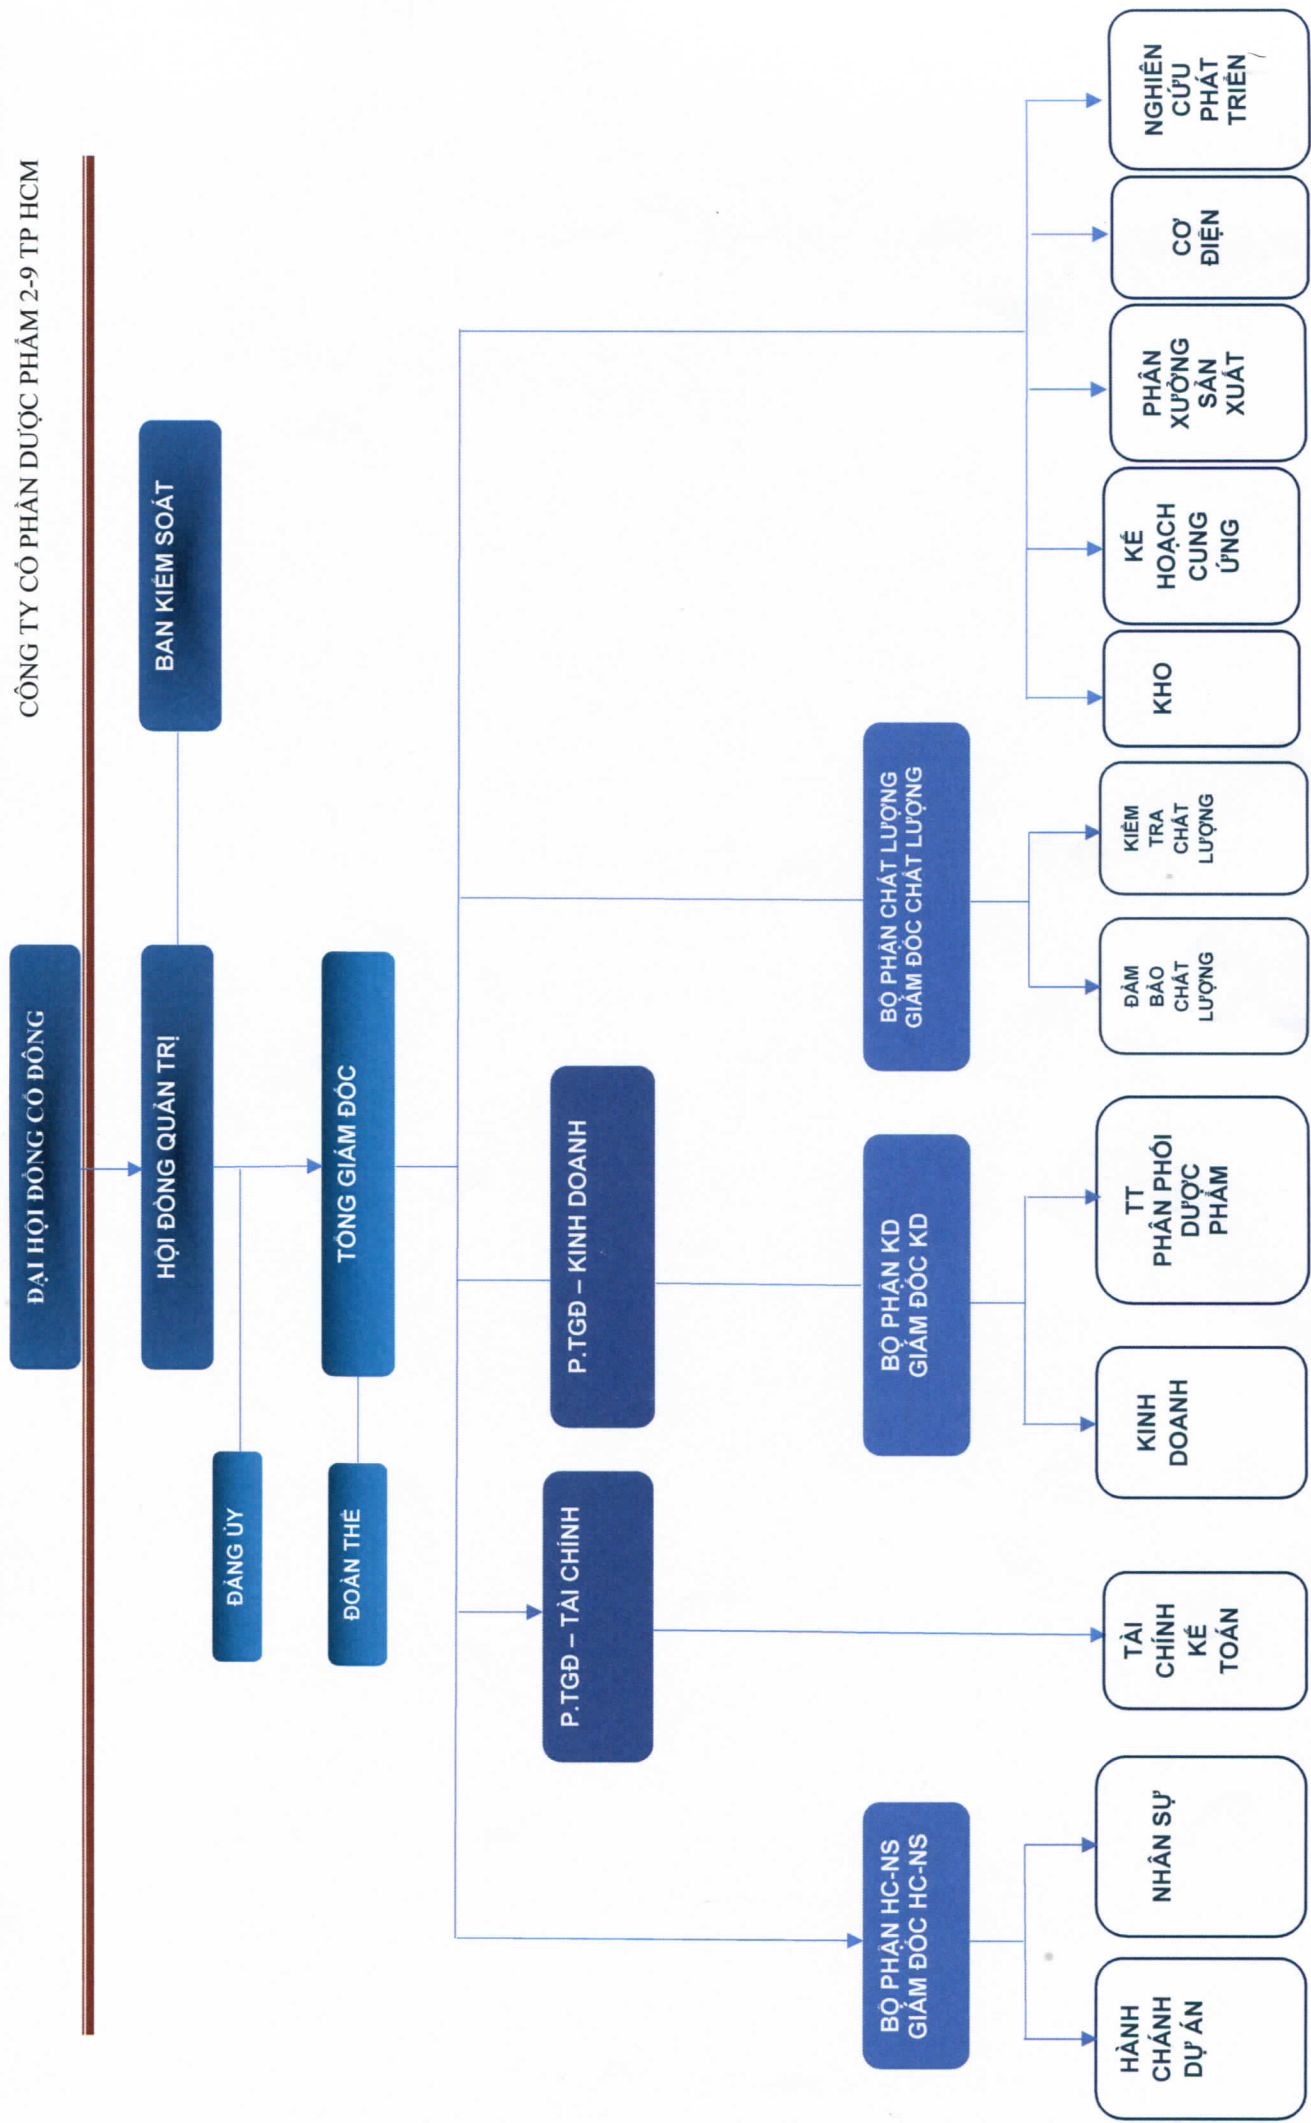 CÔNG TY CỔ PHẦN DƯỢC PHẨM 2-9 TP HCM
ĐẠI HỘI ĐỒNG CỔ ĐÔNG
HỘI ĐỒNG QUẢN TRỊ
BAN KIỂM SOÁT
ĐẢNG ỦY
TỔNG GIÁM ĐỐC
ĐOÀN THỂ
P.TGĐ – TÀI CHÍNH
P.TGĐ – KINH DOANH
BỘ PHẬN HC-NS
GIÁM ĐỐC HC-NS
BỘ PHẬN KD
GIÁM ĐỐC KD
BỘ PHẬN CHẤT LƯỢNG
GIÁM ĐỐC CHẤT LƯỢNG
HÀNH
CHÁNH
DỰ ÁN
NHÂN SỰ
TÀI
CHÍNH
KẾ
TOÁN
KINH
DOANH
TT
PHÂN PHỐI
DƯỢC
PHẨM
ĐẢM
BẢO
CHẤT
LƯỢNG
KIỂM
TRA
CHẤT
LƯỢNG
KHO
KẾ
HOẠCH
CUNG
ỨNG
PHÂN
XƯỞNG
SẢN
XUẤT
CƠ
ĐIỆN
NGHIÊN
CỨU
PHÁT
TRIỂN